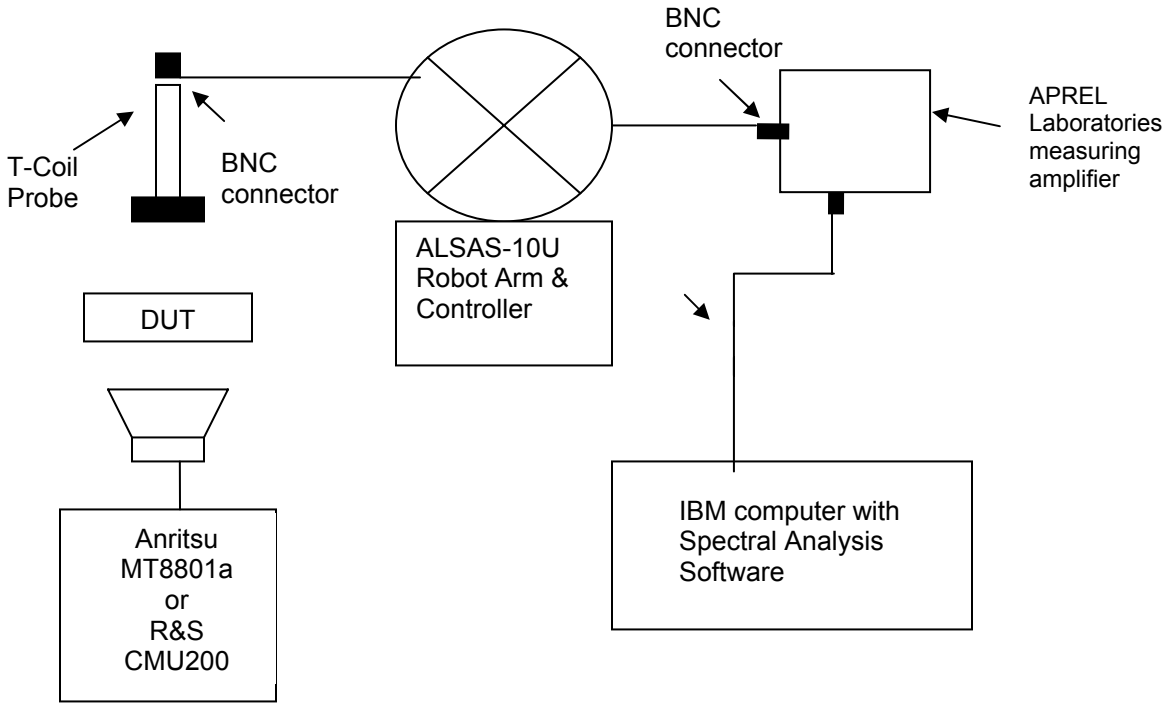 BNC
connector
APREL
Laboratories
measuring
amplifier
T-Coil
Probe
BNC
connector
ALSAS-10U
Robot Arm &
Controller
DUT
IBM computer with
Spectral Analysis
Software
Anritsu
MT8801a
or
R&S
CMU200